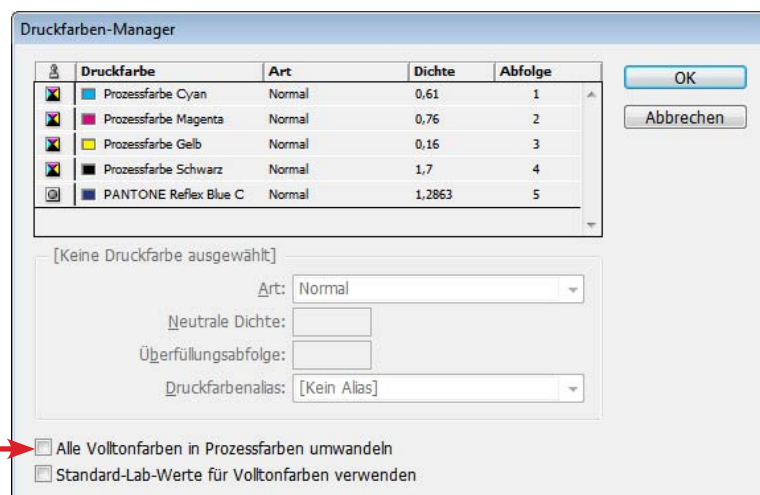 Druckfarben-Manager
Druckfarbe Art Dichte Abfolge
Prozessfarbe Cyan Normal 0,61 1
Prozessfarbe Magenta Normal 0,76 2
Prozessfarbe Gelb Normal 0,16 3
Prozessfarbe Schwarz Normal 1,7 4
PANTONE Reflex Blue C Normal 1,2863 5
OK
Abbrechen
[Keine Druckfarbe ausgewählt]
Art: Normal
Neutrale Dichte:
Überfüllungsabfolge:
Druckfarbenalias: [Kein Alias]
Alle Volltonfarben in Prozessfarben umwandeln
Standard-Lab-Werte für Volltonfarben verwenden